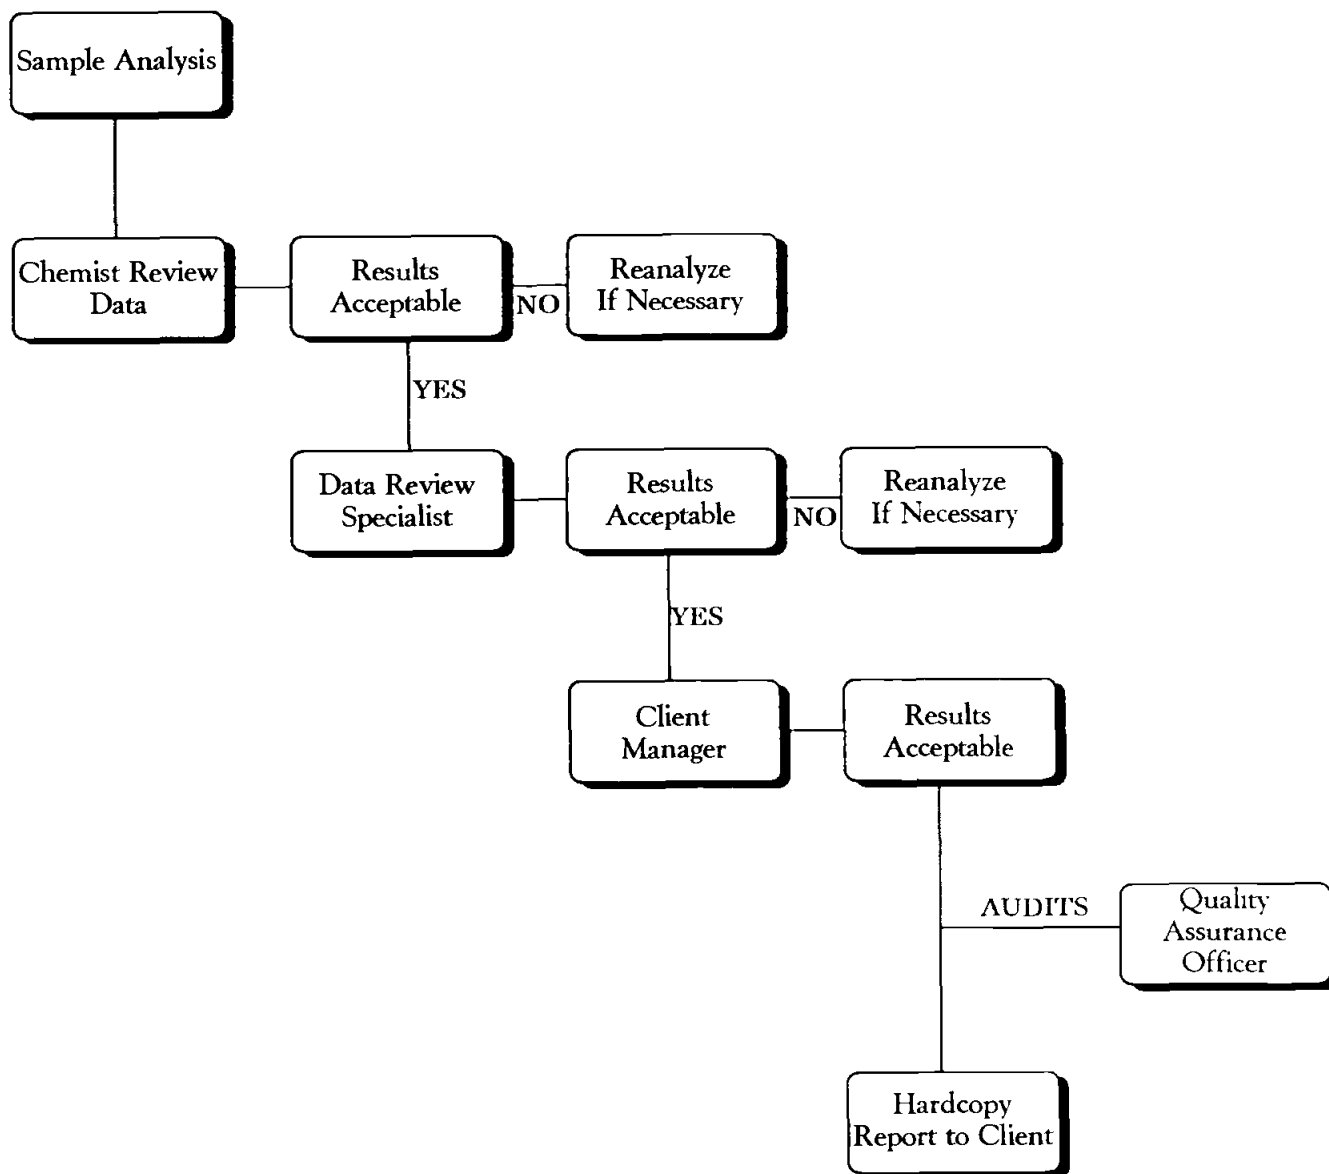 Sample Analysis
Chemist Review
Data
Results
Acceptable
NO
Reanalyze
If Necessary
YES
Data Review
Specialist
Results
Acceptable
NO
Reanalyze
If Necessary
YES
Client
Manager
Results
Acceptable
AUDITS
Quality
Assurance
Officer
Hardcopy
Report to Client